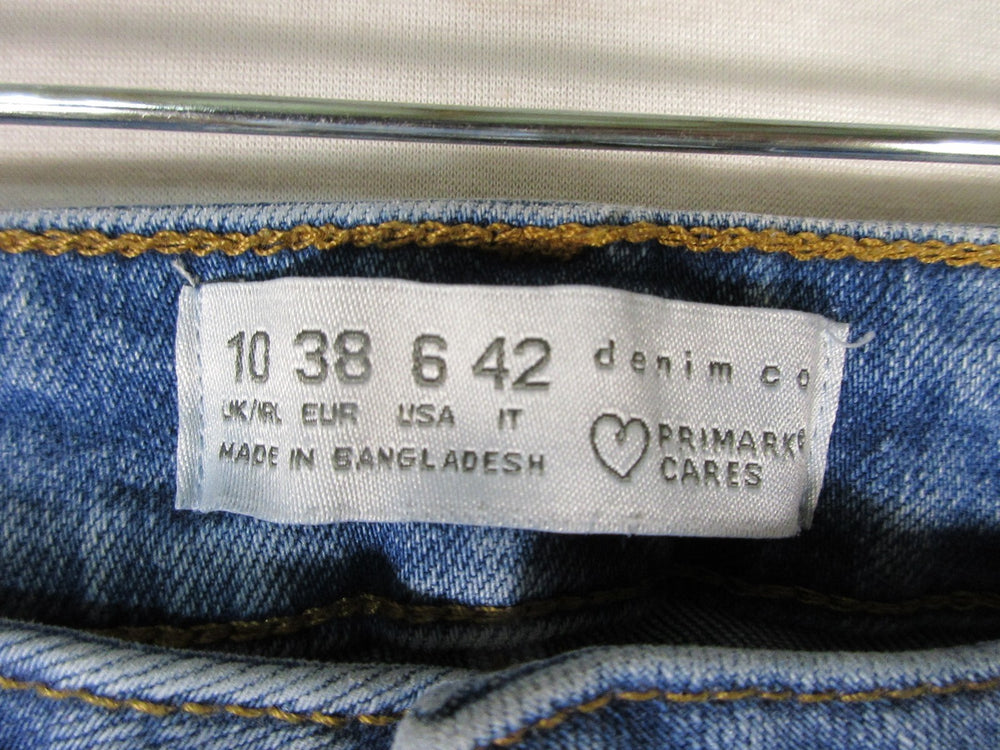 10 38 6 42
UK/IRL EUR USA IT
MADE IN BANGLADESH
denim co
PRIMARK
CARES